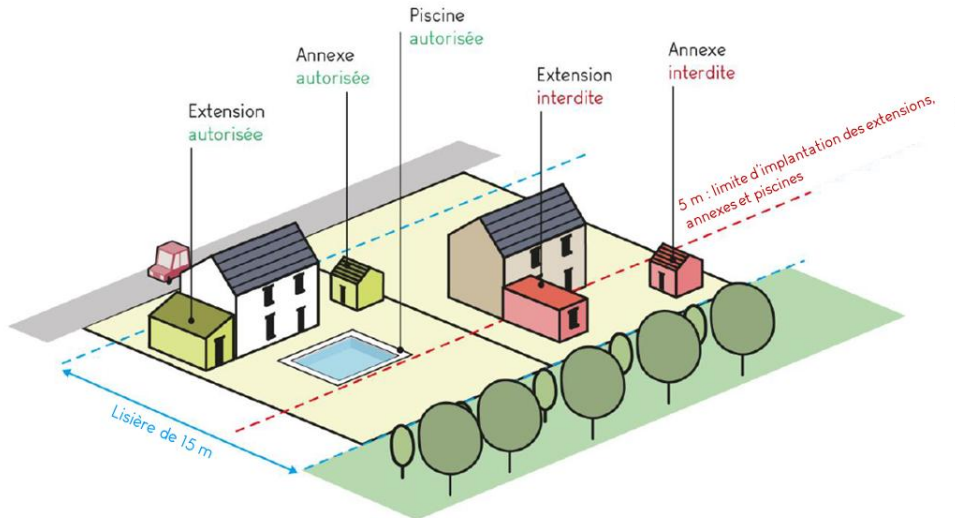 Piscine
autorisée
Annexe
autorisée
Annexe
interdite
Extension
interdite
Extension
autorisée
5 m : limite d'implantation des extensions,
annexes et piscines
Lisière de 15 m